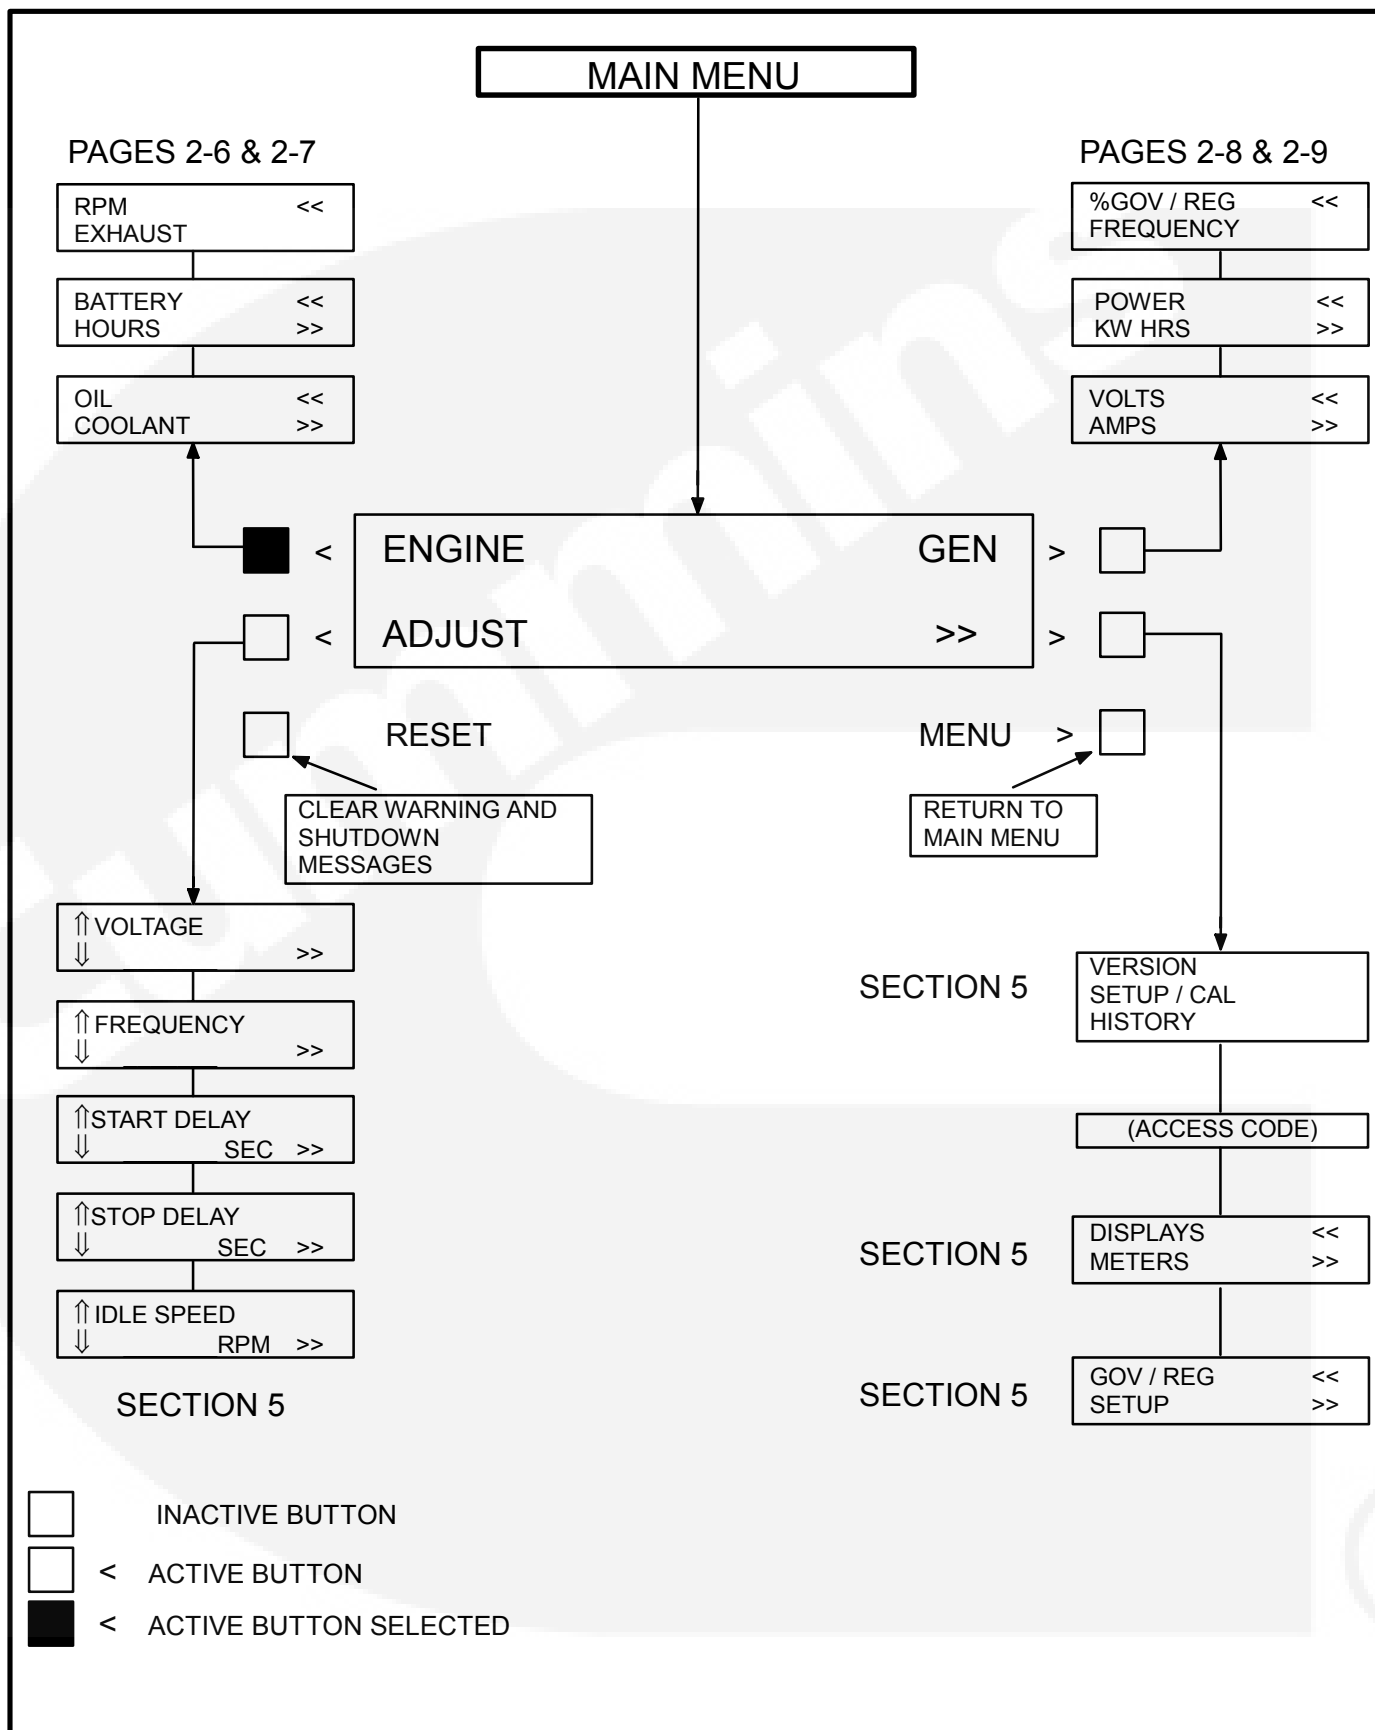 MAIN MENU
PAGES 2-6 & 2-7
PAGES 2-8 & 2-9
RPM <<
EXHAUST
BATTERY <<
HOURS >>
OIL <<
COOLANT >>
%GOV / REG <<
FREQUENCY
POWER <<
KW HRS >>
VOLTS <<
AMPS >>
< ENGINE GEN >
< ADJUST >> >
RESET MENU >
CLEAR WARNING AND
SHUTDOWN
MESSAGES
RETURN TO
MAIN MENU
⇑ VOLTAGE
⇓ >>
⇑ FREQUENCY
⇓ >>
⇑ START DELAY
⇓ SEC >>
⇑ STOP DELAY
⇓ SEC >>
⇑ IDLE SPEED
⇓ RPM >>
SECTION 5
SECTION 5
VERSION
SETUP / CAL
HISTORY
(ACCESS CODE)
SECTION 5
DISPLAYS <<
METERS >>
SECTION 5
GOV / REG <<
SETUP >>
INACTIVE BUTTON
< ACTIVE BUTTON
< ACTIVE BUTTON SELECTED
Cummins